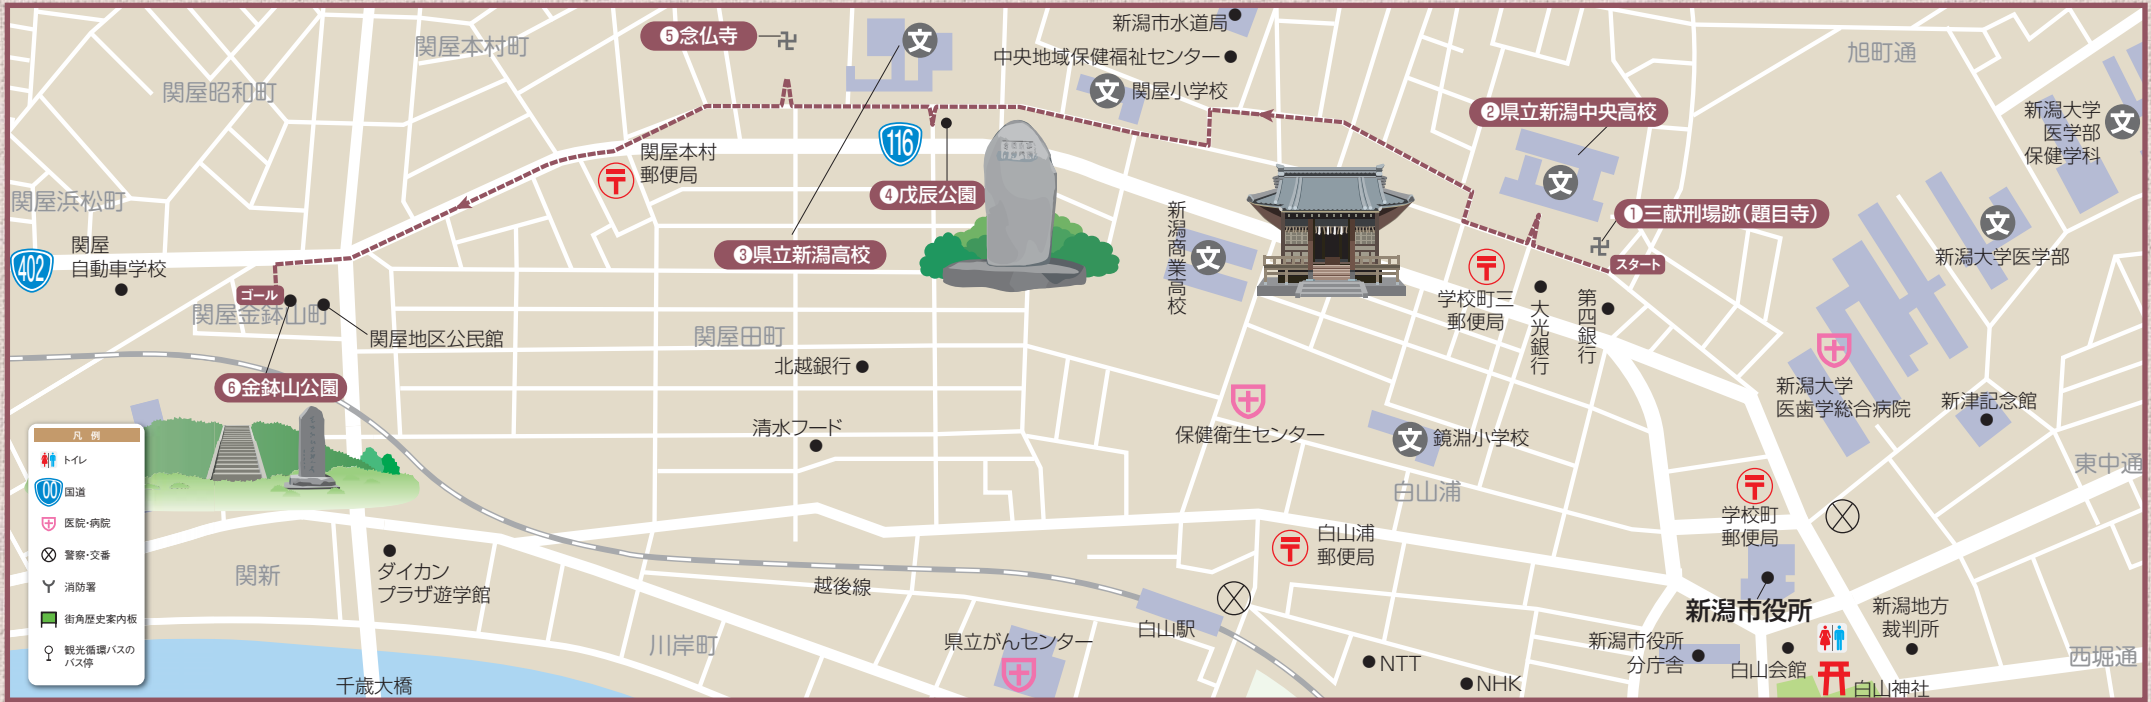 新潟市水道局
❺念仏寺
関屋本村町
中央地域保健福祉センター
旭町通
関屋昭和町
関屋小学校
文
文
❷県立新潟中央高校
新潟大学
医学部
保健学科
文
116
関屋本村
郵便局
❹戊辰公園
文
関屋浜松町
❶三献刑場跡(題目寺)
文
新潟大学医学部
関屋
自動車学校
402
❸県立新潟高校
新潟商業高校
文
スタート
ゴール
関屋金鉢山町
学校町三
郵便局
大光銀行
第四銀行
関屋地区公民館
関屋田町
北越銀行
❻金鉢山公園
新潟大学
医歯学総合病院
新津記念館
清水フード
保健衛生センター
文
鏡淵小学校
東中通
白山浦
凡 例
トイレ
00
国道
医院・病院
警察・交番
消防署
街角歴史案内板
観光循環バスの
バス停
学校町
郵便局
白山浦
郵便局
関新
ダイカン
プラザ遊学館
越後線
新潟市役所
新潟地方
裁判所
白山駅
川岸町
県立がんセンター
新潟市役所
分庁舎
白山会館
西堀通
NTT
NHK
千歳大橋
白山神社